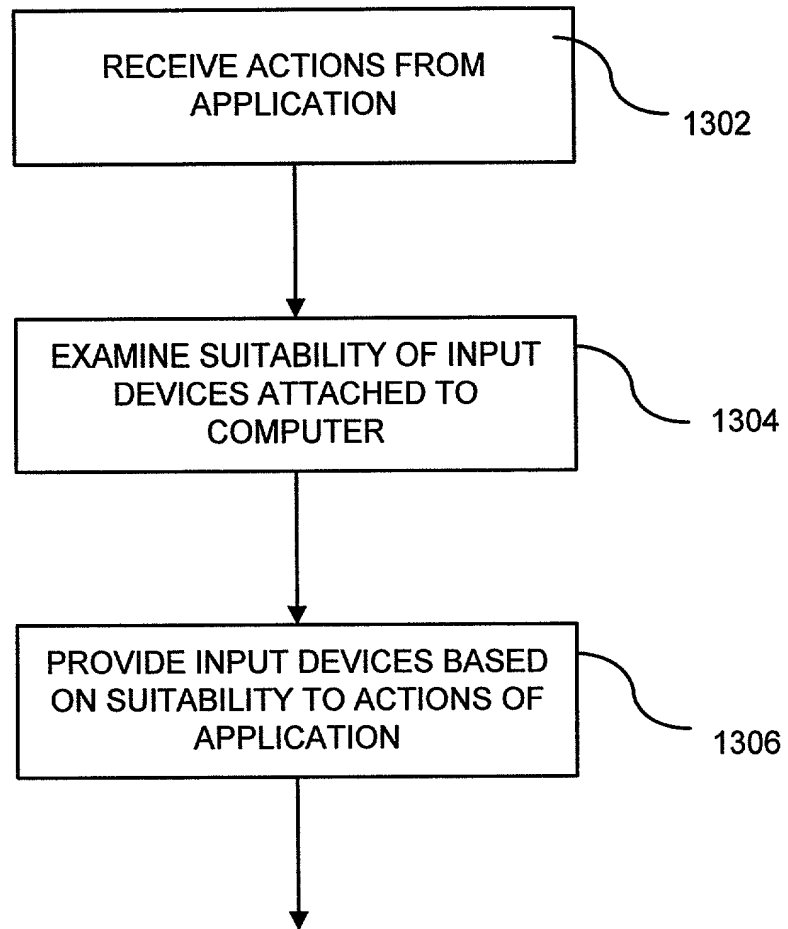 RECEIVE ACTIONS FROM
APPLICATION
1302
EXAMINE SUITABILITY OF INPUT
DEVICES ATTACHED TO
COMPUTER
1304
PROVIDE INPUT DEVICES BASED
ON SUITABILITY TO ACTIONS OF
APPLICATION
1306